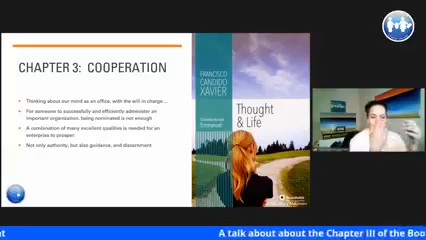 CHAPTER 3:  COOPERATION
Thinking about our mind as an office, with the will in charge...
For someone to successfully and efficiently administer an
important organization, being nominated is not enough
A combination of many excellent qualities is needed for an
enterprise to prosper:
Not only authority, but also guidance, and discernment
FRANCISCO
CANDIDO
XAVIER
Thought
& Life
Emmanuel
nt
A talk about about the Chapter III of the Boo